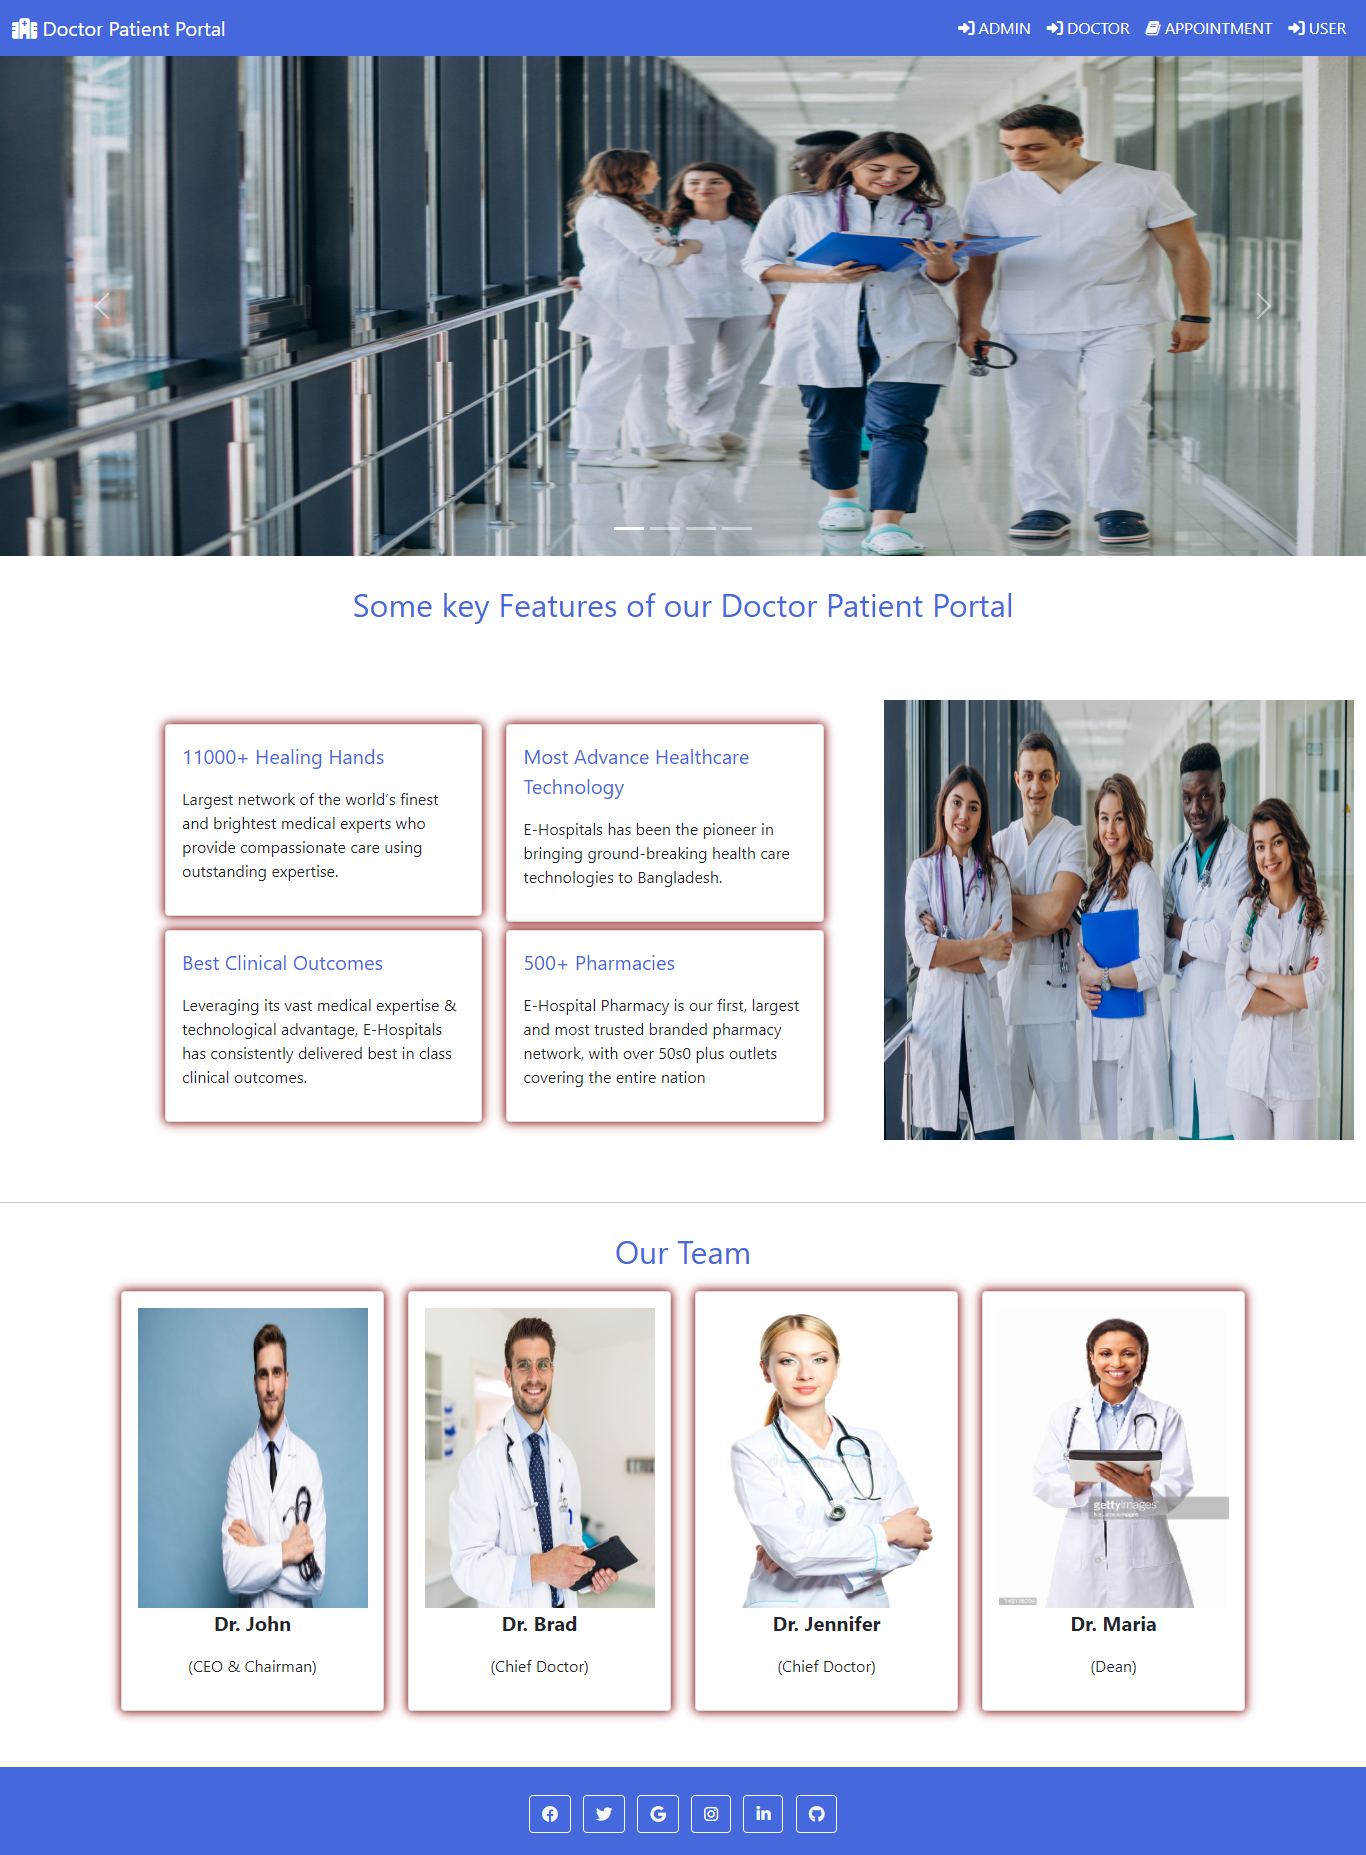 Doctor Patient Portal
ADMIN DOCTOR APPOINTMENT USER
Some key Features of our Doctor Patient Portal
11000+ Healing Hands
Largest network of the world's finest
and brightest medical experts who
provide compassionate care using
outstanding expertise.
Most Advance Healthcare
Technology
E-Hospitals has been the pioneer in
bringing ground-breaking health care
technologies to Bangladesh.
Best Clinical Outcomes
Leveraging its vast medical expertise &
technological advantage, E-Hospitals
has consistently delivered best in class
clinical outcomes.
500+ Pharmacies
E-Hospital Pharmacy is our first, largest
and most trusted branded pharmacy
network, with over 50s0 plus outlets
covering the entire nation
Our Team
Dr. John
(CEO & Chairman)
Dr. Brad
(Chief Doctor)
Dr. Jennifer
(Chief Doctor)
gettyimages
Dr. Maria
(Dean)